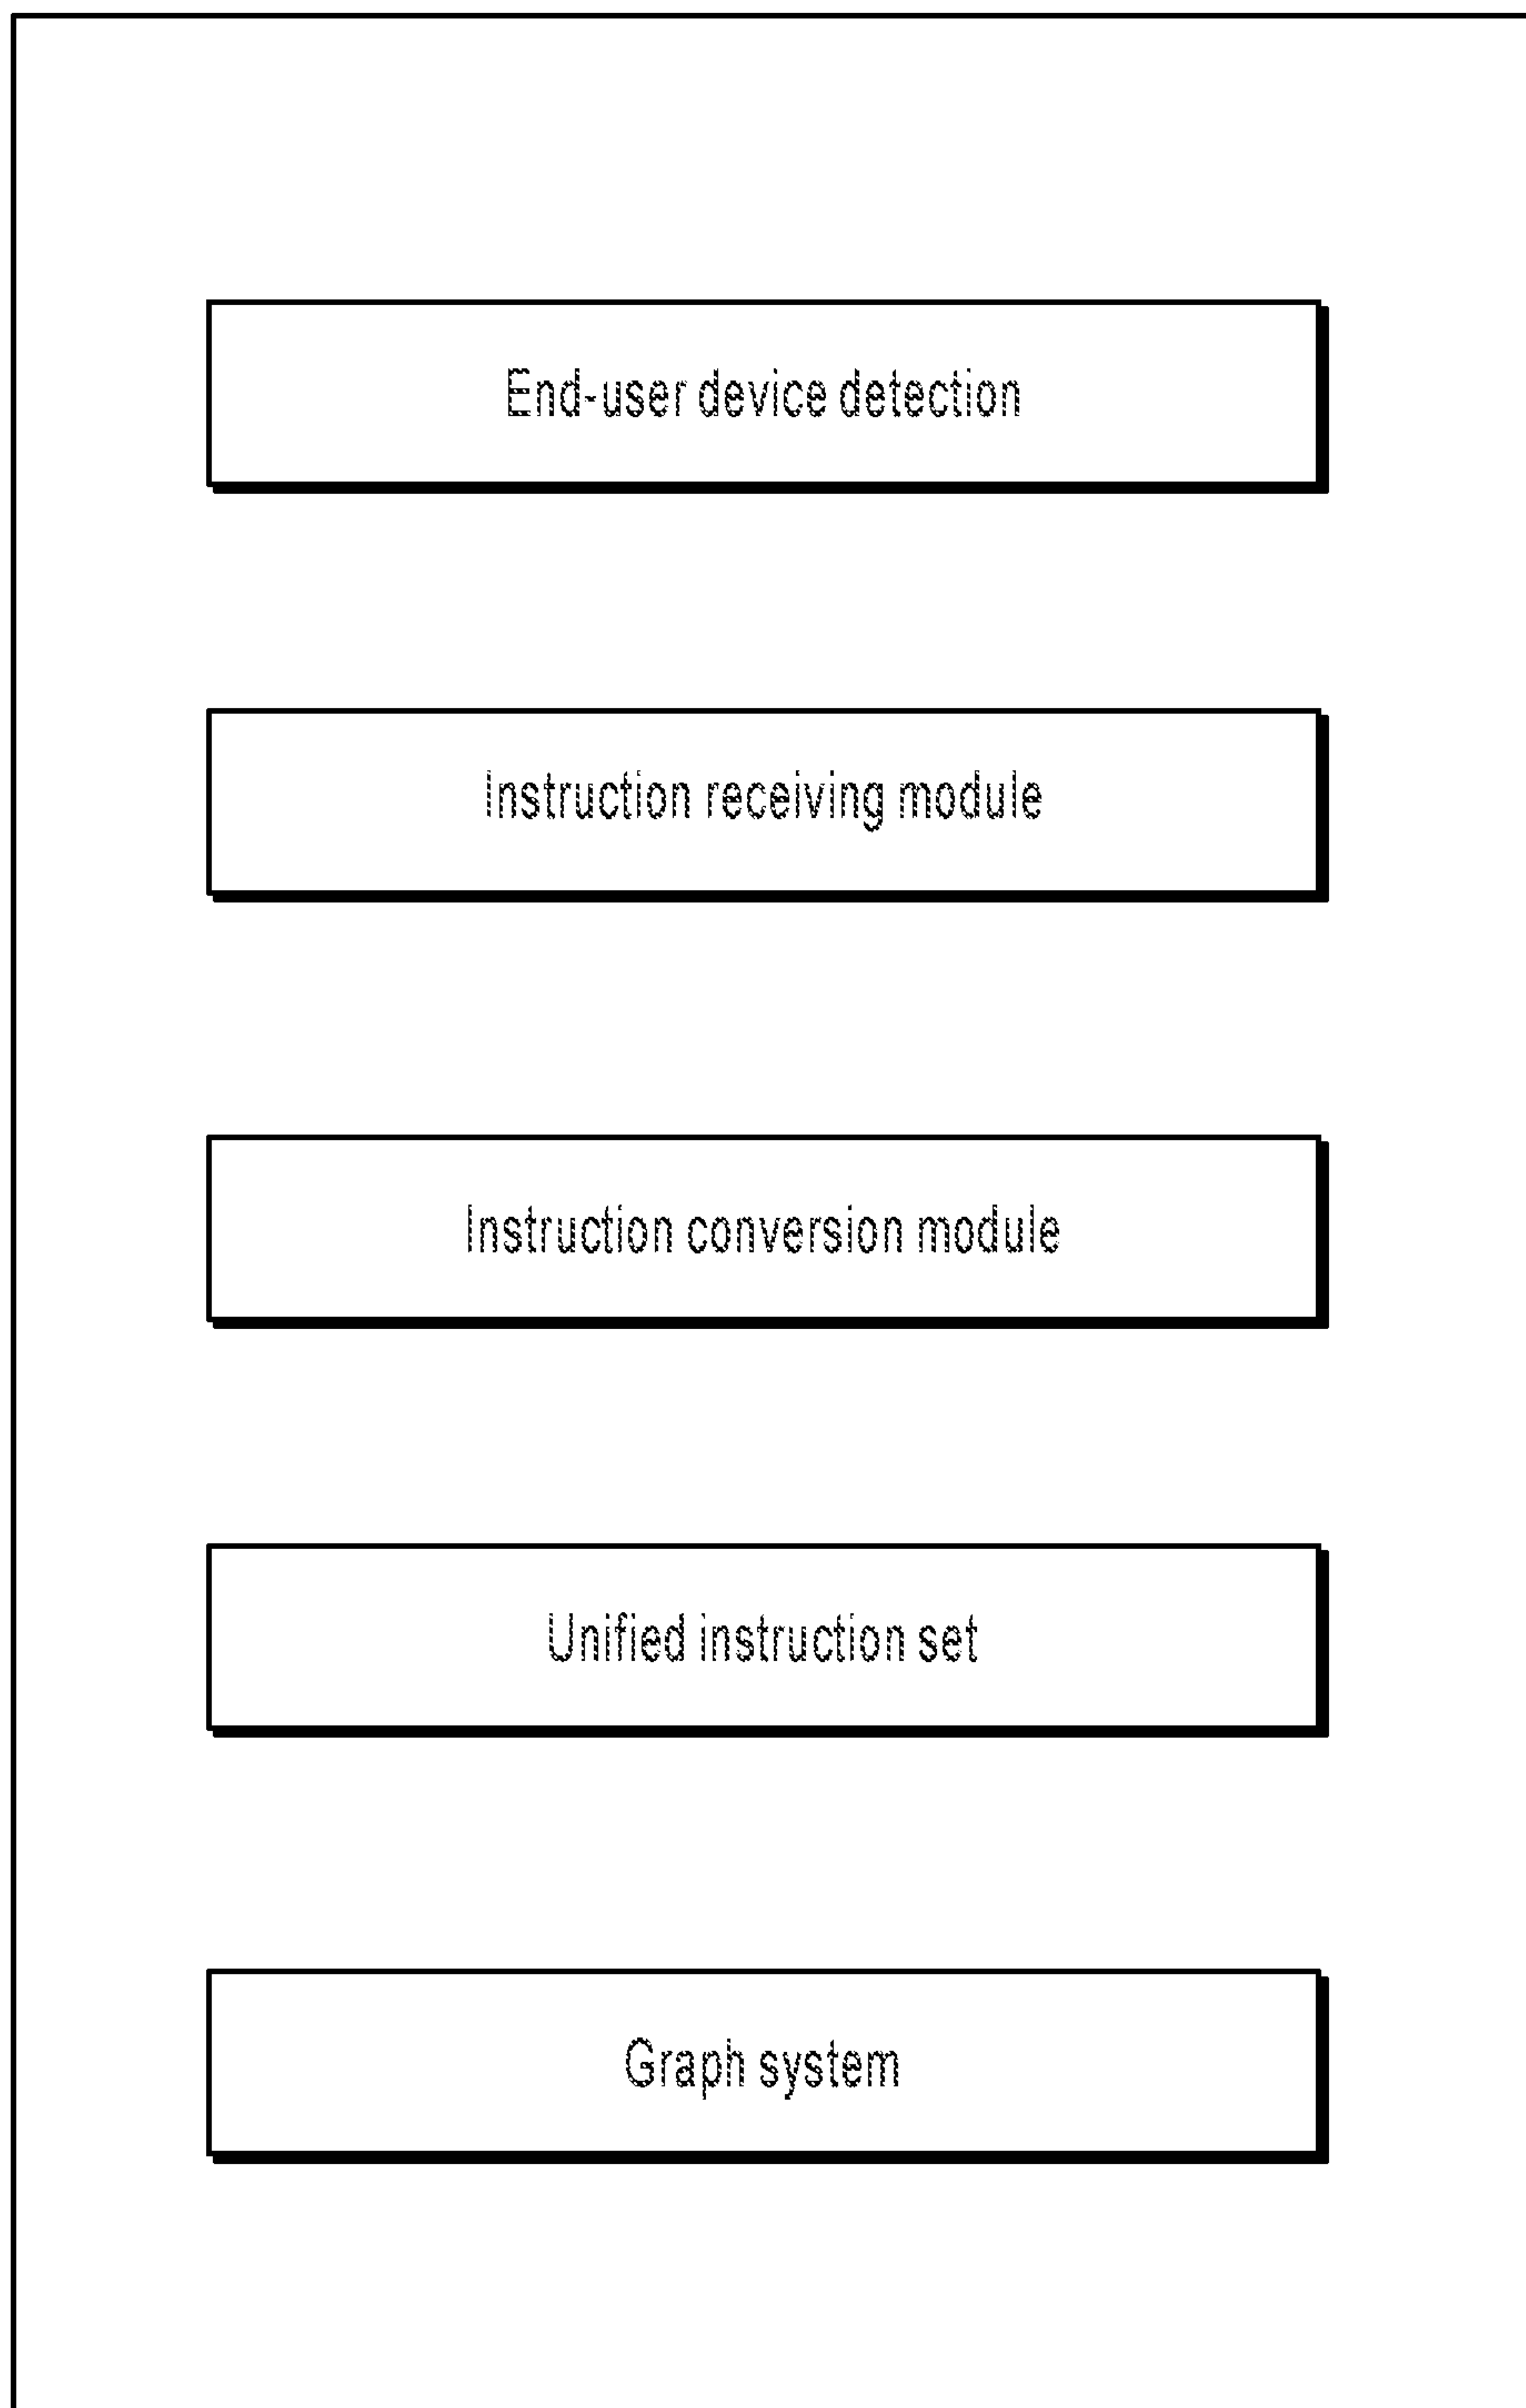 End-user device detection
Instruction receiving module
Instruction conversion module
Unified instruction set
Graph system